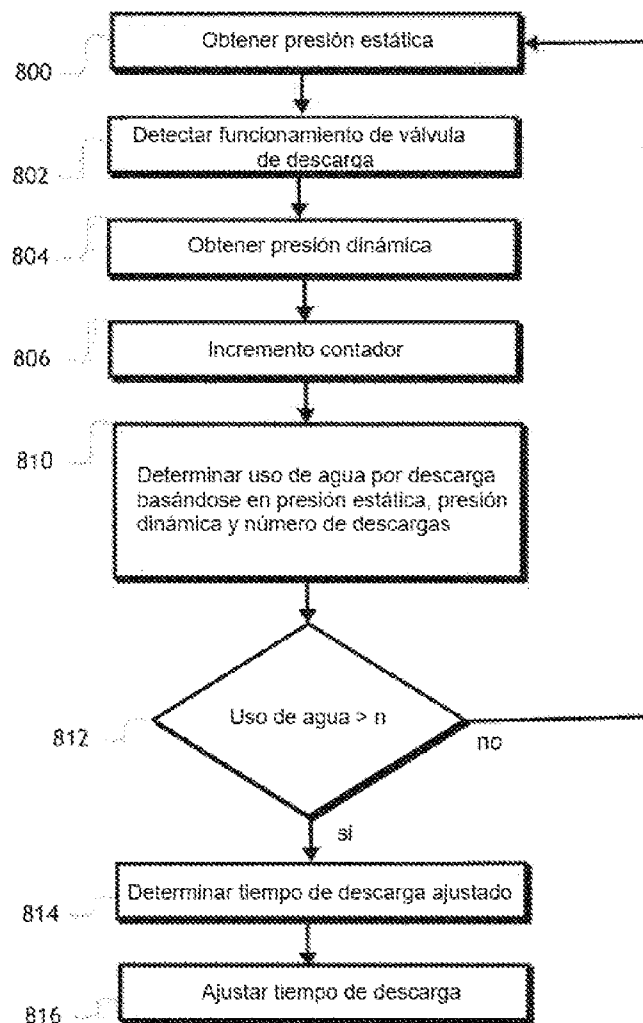 800
Obtener presión estática
802
Detectar funcionamiento de válvula
de descarga
804
Obtener presión dinámica
806
Incremento contador
810
Determinar uso de agua por descarga
basándose en presión estática, presión
dinámica y número de descargas
812
Uso de agua > n
no
si
814
Determinar tiempo de descarga ajustado
816
Ajustar tiempo de descarga